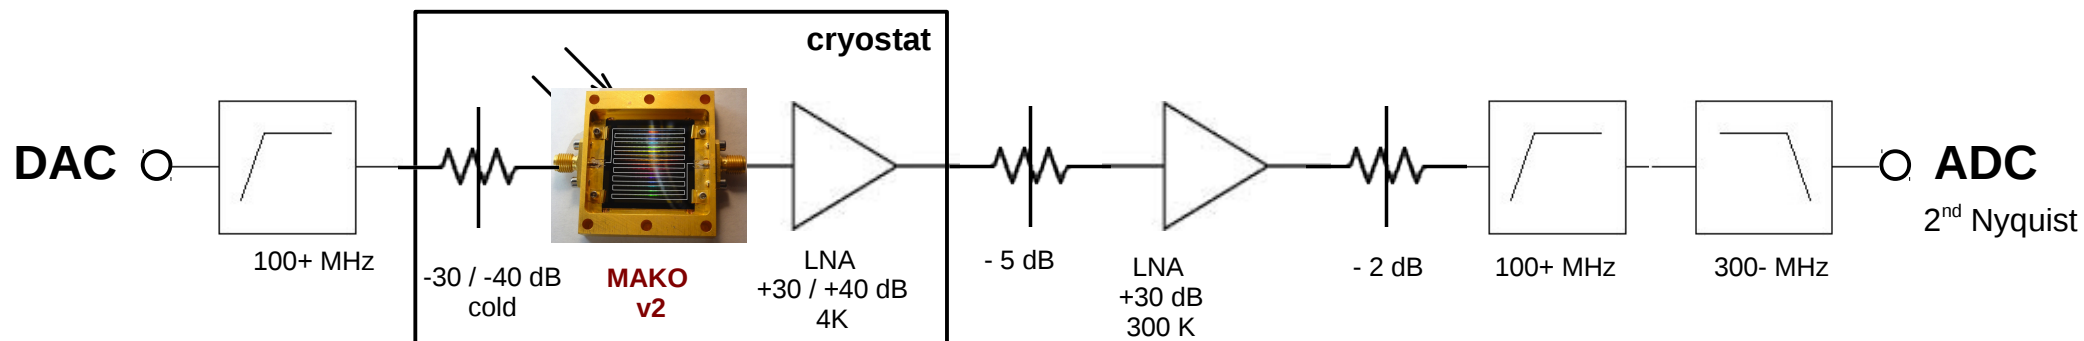 cryostat
DAC
100+ MHz
-30 / -40 dB
cold
MAKO
v2
LNA
+30 / +40 dB
4K
- 5 dB
LNA
+30 dB
300 K
- 2 dB
100+ MHz
300- MHz
ADC
2nd Nyquist